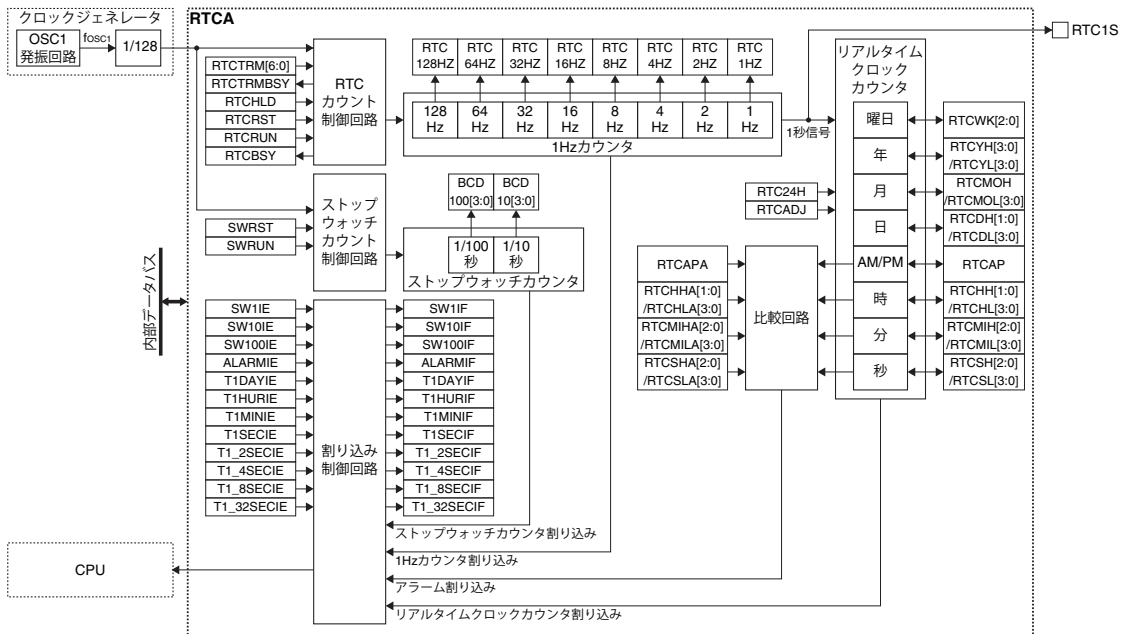 クロックジェネレータ
OSC1
発振回路
fOSC1
1/128
RTCA
RTCTRM[6:0]
RTCTRMBSY
RTCHLD
RTCRST
RTCRUN
RTCBSY
RTC
カウント
制御回路
RTC
128HZ
RTC
64HZ
RTC
32HZ
RTC
16HZ
RTC
8HZ
RTC
4HZ
RTC
2HZ
RTC
1HZ
128
Hz
64
Hz
32
Hz
16
Hz
8
Hz
4
Hz
2
Hz
1
Hz
1Hzカウンタ
1秒信号
RTC1S
リアルタイム
クロック
カウンタ
曜日
年
月
日
AM/PM
時
分
秒
RTCWK[2:0]
RTCYH[3:0]
/RTCYL[3:0]
RTCMOH
/RTCMOL[3:0]
RTCDH[1:0]
/RTCDL[3:0]
RTCAP
RTCHH[1:0]
/RTCHL[3:0]
RTCMIH[2:0]
/RTCMIL[3:0]
RTCSH[2:0]
/RTCSL[3:0]
RTC24H
RTCADJ
SWRST
SWRUN
ストップ
ウォッチ
カウント
制御回路
BCD
100[3:0]
BCD
10[3:0]
1/100
秒
1/10
秒
ストップウォッチカウンタ
RTCAPA
RTCHHA[1:0]
/RTCHLA[3:0]
RTCMIHA[2:0]
/RTCMILA[3:0]
RTCSHA[2:0]
/RTCSLA[3:0]
比較回路
内部データバス
SW1IE
SW10IE
SW100IE
ALARMIE
T1DAYIE
T1HURIE
T1MINIE
T1SECIE
T1_2SECIE
T1_4SECIE
T1_8SECIE
T1_32SECIE
割り込み
制御回路
SW1IF
SW10IF
SW100IF
ALARMIF
T1DAYIF
T1HURIF
T1MINIF
T1SECIF
T1_2SECIF
T1_4SECIF
T1_8SECIF
T1_32SECIF
ストップウォッチカウンタ割り込み
1Hzカウンタ割り込み
アラーム割り込み
リアルタイムクロックカウンタ割り込み
CPU